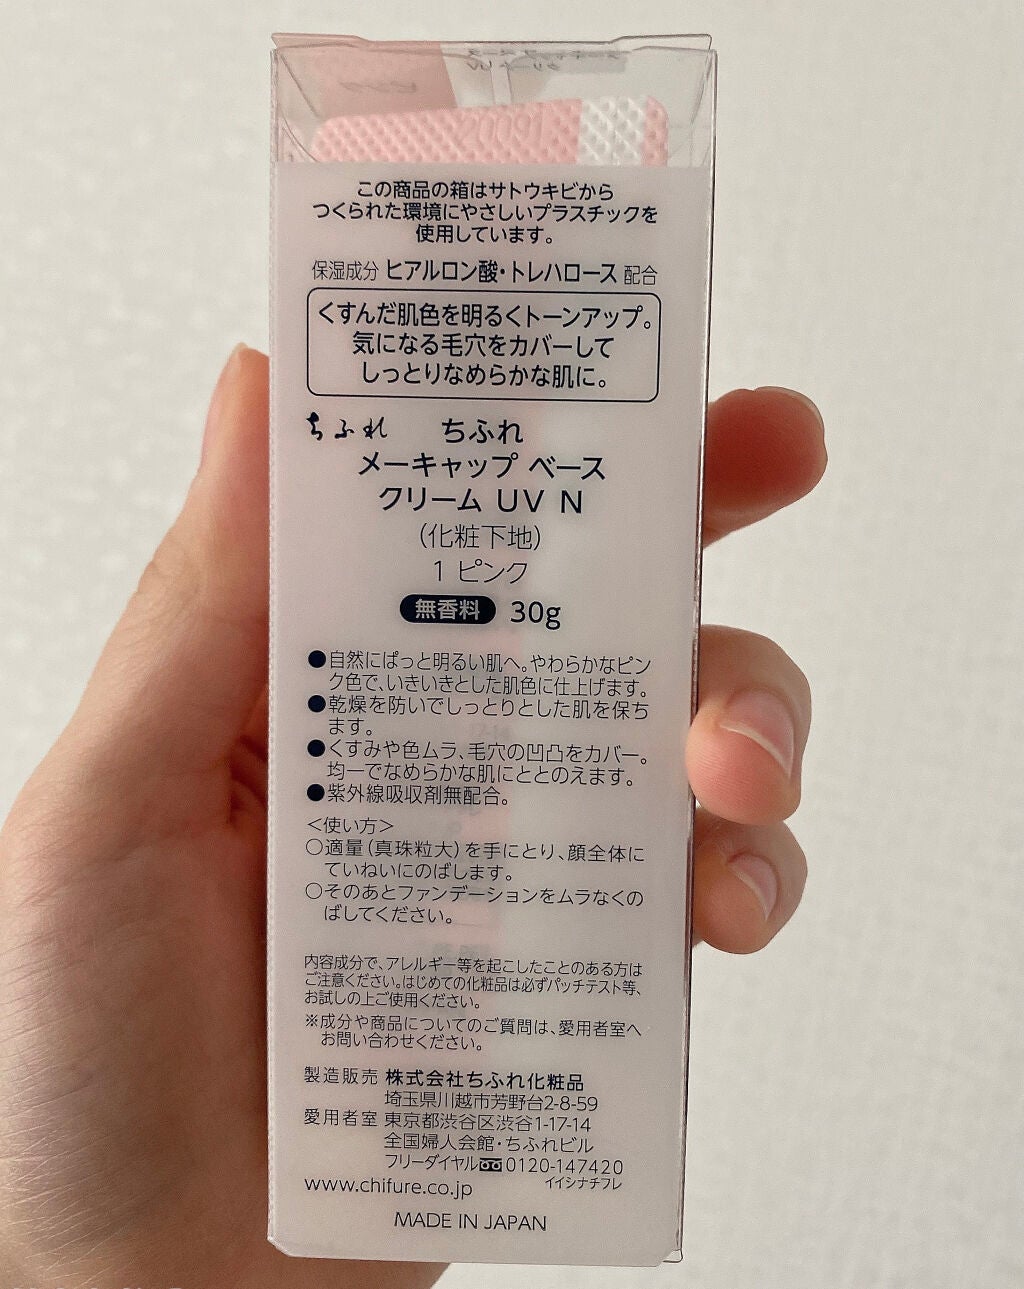 20091
この商品の箱はサトウキビから
つくられた環境にやさしいプラスチックを
使用しています。
保湿成分 ヒアルロン酸・トレハロース 配合
くすんだ肌色を明るくトーンアップ。
気になる毛穴をカバーして
しっとりなめらかな肌に。
ちふれ ちふれ
メーキャップ ベース
クリーム UV N
(化粧下地)
1 ピンク
無香料 30g
●自然にぱっと明るい肌へ。やわらかなピン
ク色で、いきいきとした肌色に仕上げます。
●乾燥を防いでしっとりとした肌を保ち
ます。
●くすみや色ムラ、毛穴の凹凸をカバー。
均一でなめらかな肌にととのえます。
●紫外線吸収剤無配合。
<使い方>
○適量(真珠粒大)を手にとり、顔全体に
ていねいにのばします。
○そのあとファンデーションをムラなくの
ばしてください。
内容成分で、アレルギー等を起こしたことのある方は
ご注意ください。はじめての化粧品は必ずパッチテスト等、
お試しの上ご使用ください。
※成分や商品についてのご質問は、愛用者室へ
お問い合わせください。
製造販売 株式会社ちふれ化粧品
埼玉県川越市芳野台2-8-59
愛用者室 東京都渋谷区渋谷1-17-14
全国婦人会館・ちふれビル
フリーダイヤル 0120-147420
www.chifure.co.jp イイシナチフレ
MADE IN JAPAN